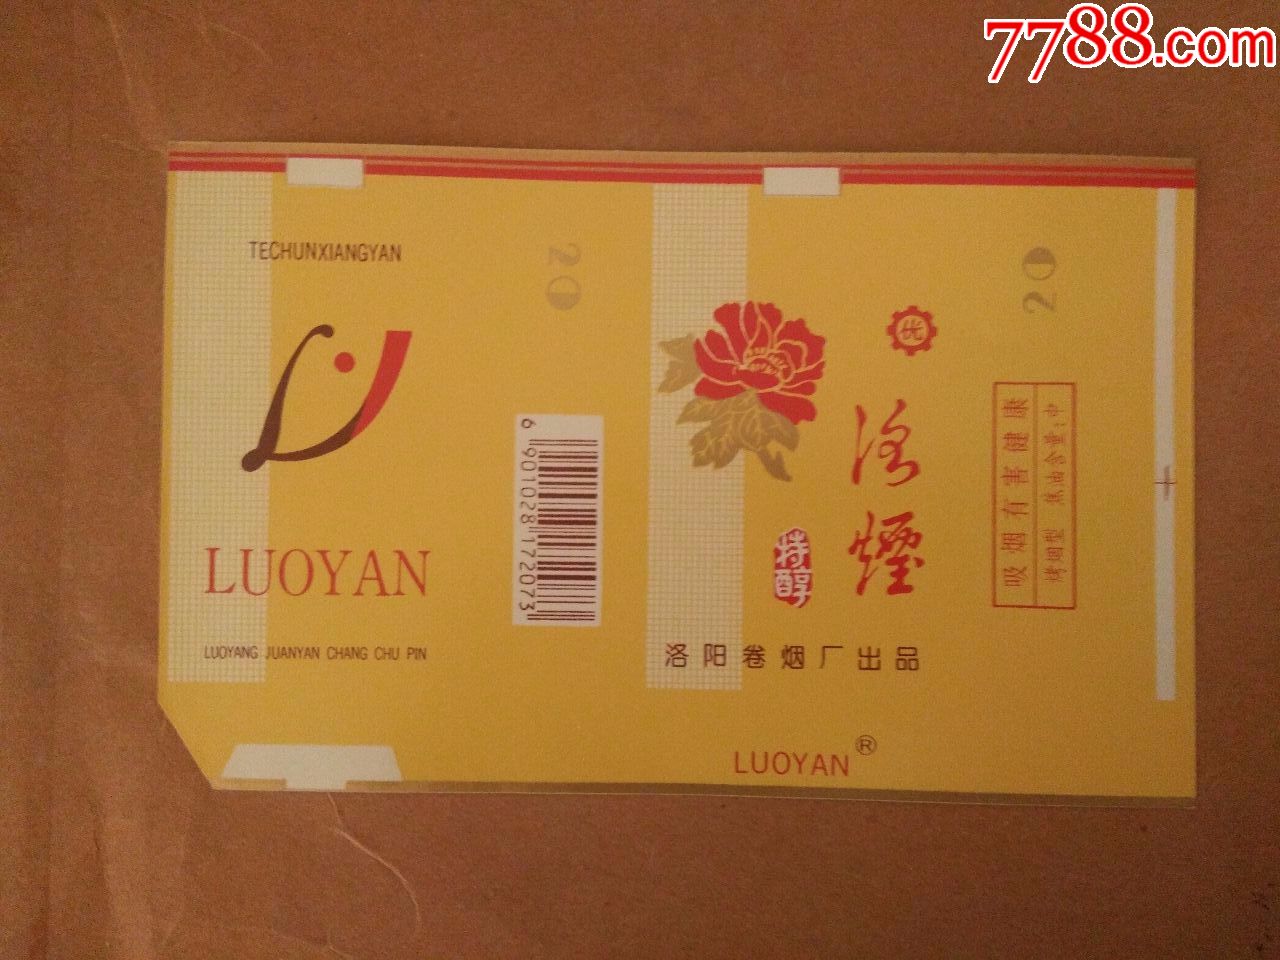 7788.com
TECHUNXIANGYAN
LUOYAN
LUOYANG JUANYAN CHANG CHU PIN
20
6 901028 172073
优
洛煙
特醇
洛阳卷烟厂出品
LUOYAN®
20
吸烟有害健康
烤烟型 焦油含量:中